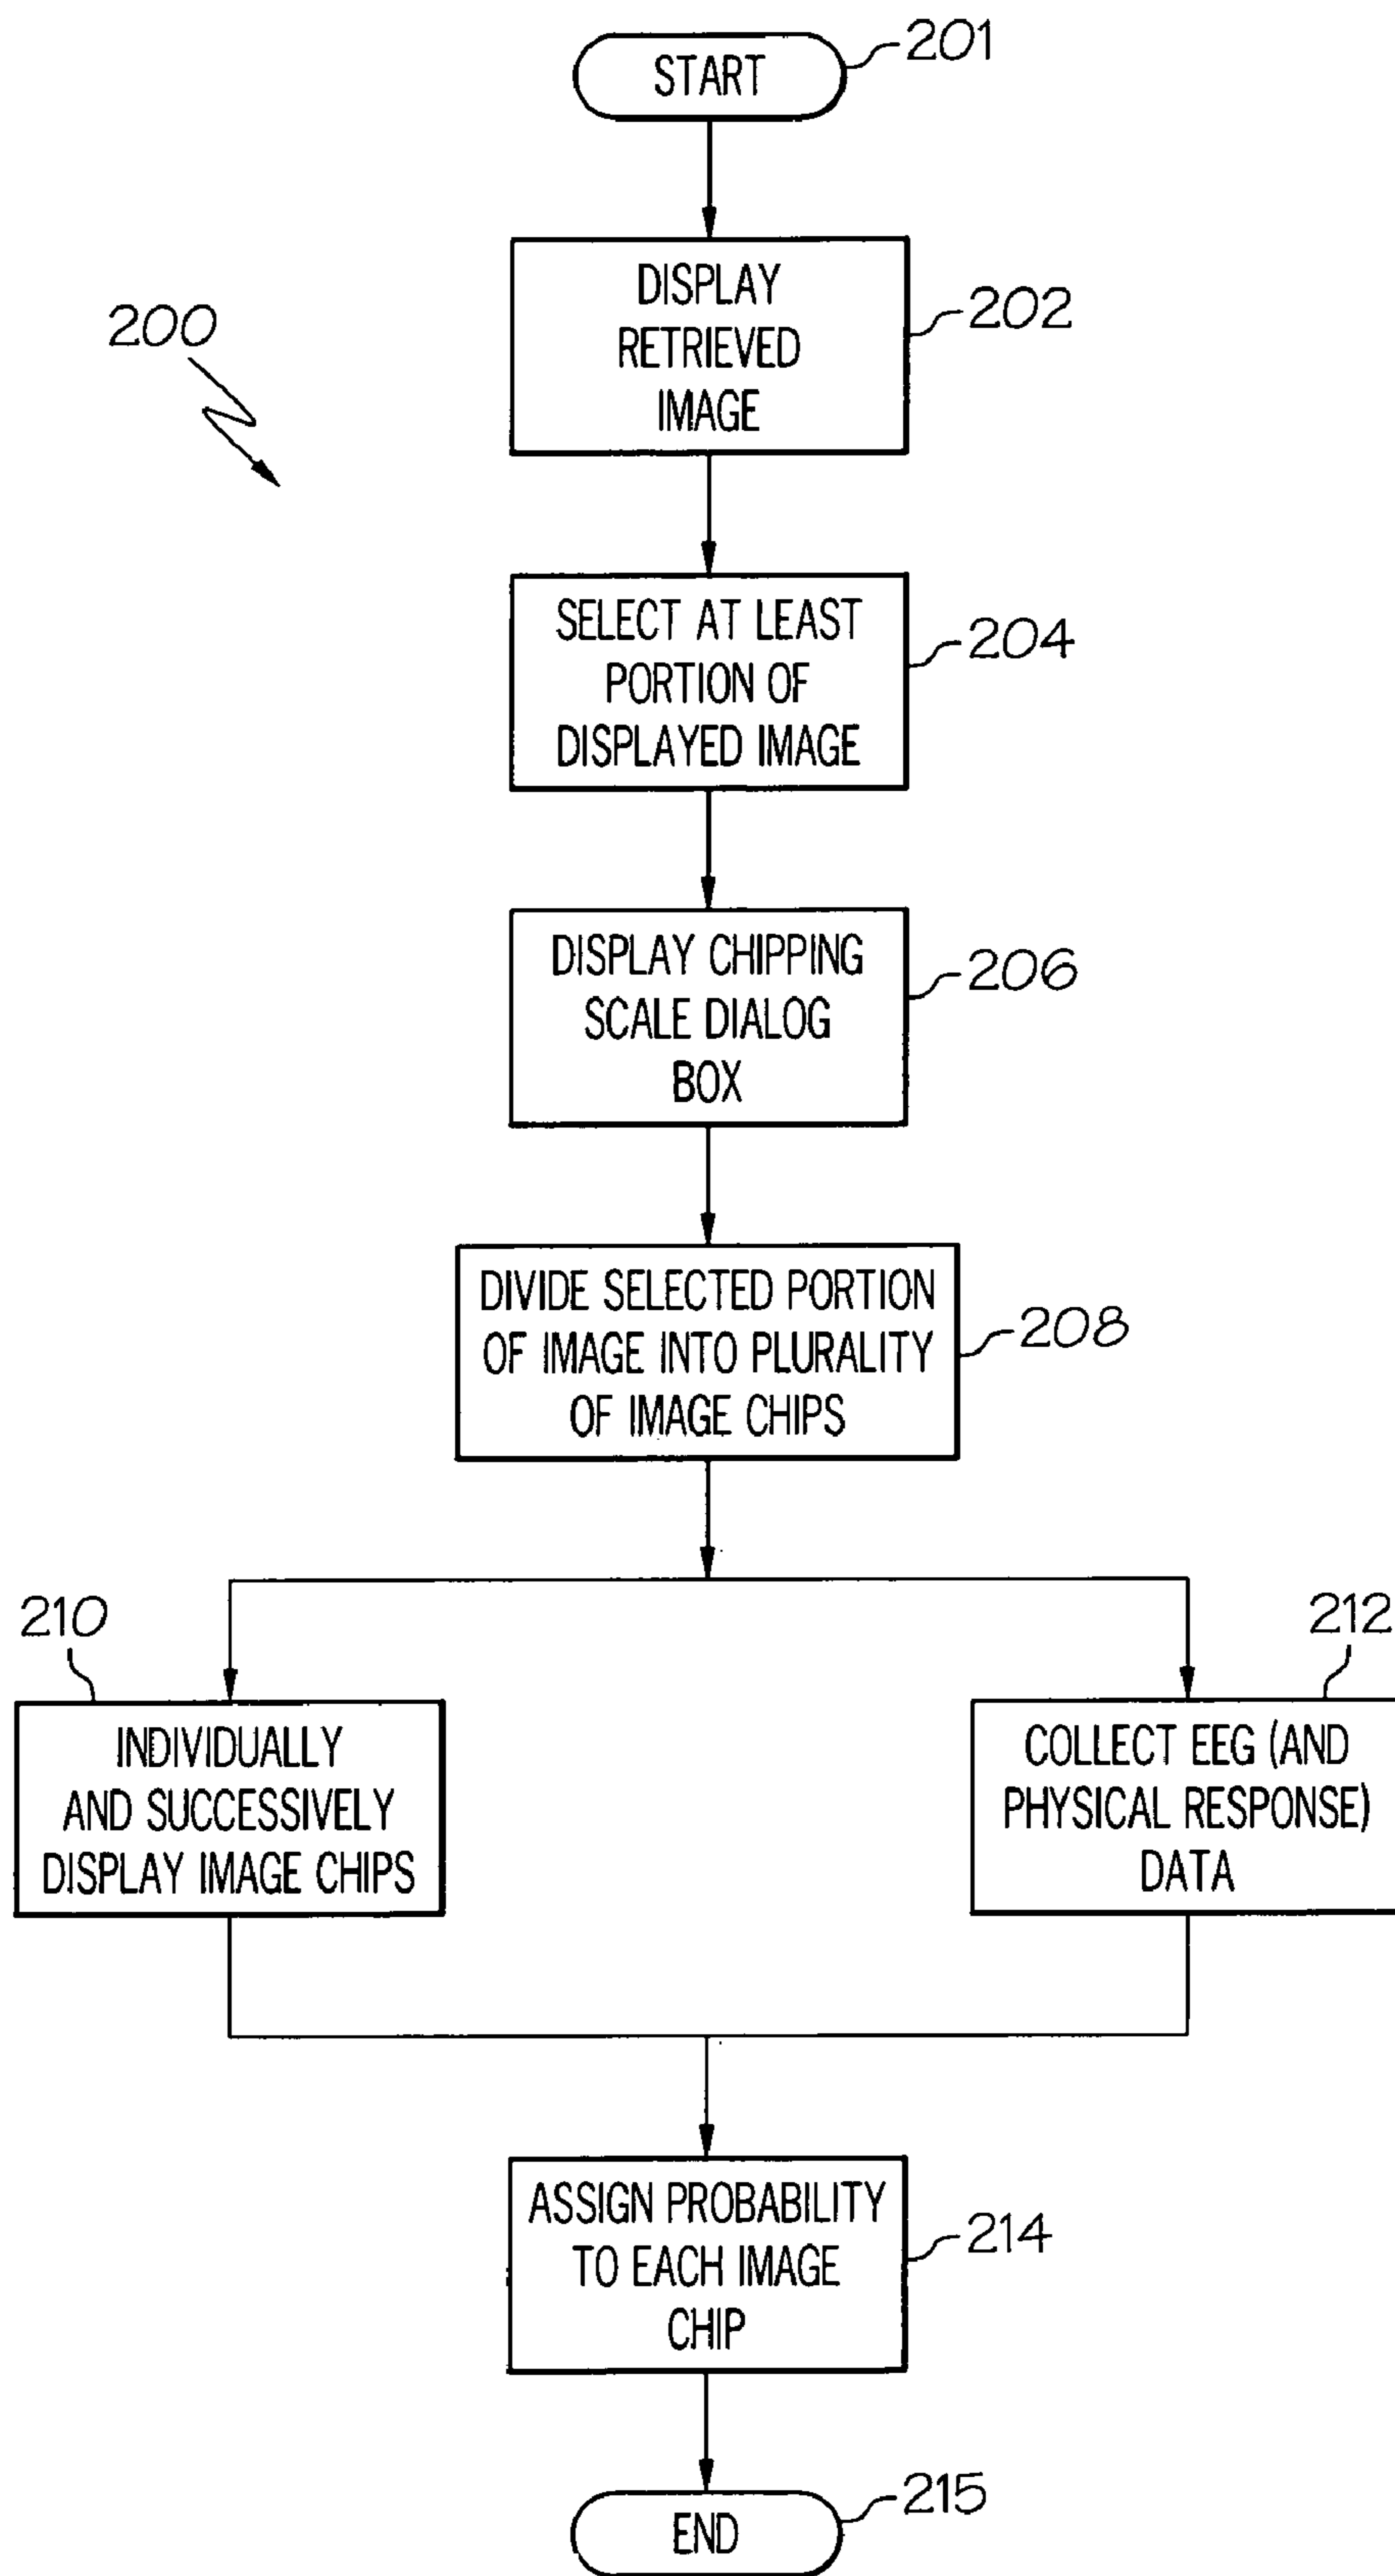 START
201
200
DISPLAY
RETRIEVED
IMAGE
202
SELECT AT LEAST
PORTION OF
DISPLAYED IMAGE
204
DISPLAY CHIPPING
SCALE DIALOG
BOX
206
DIVIDE SELECTED PORTION
OF IMAGE INTO PLURALITY
OF IMAGE CHIPS
208
210
INDIVIDUALLY
AND SUCCESSIVELY
DISPLAY IMAGE CHIPS
212
COLLECT EEG (AND
PHYSICAL RESPONSE)
DATA
ASSIGN PROBABILITY
TO EACH IMAGE
CHIP
214
END
215